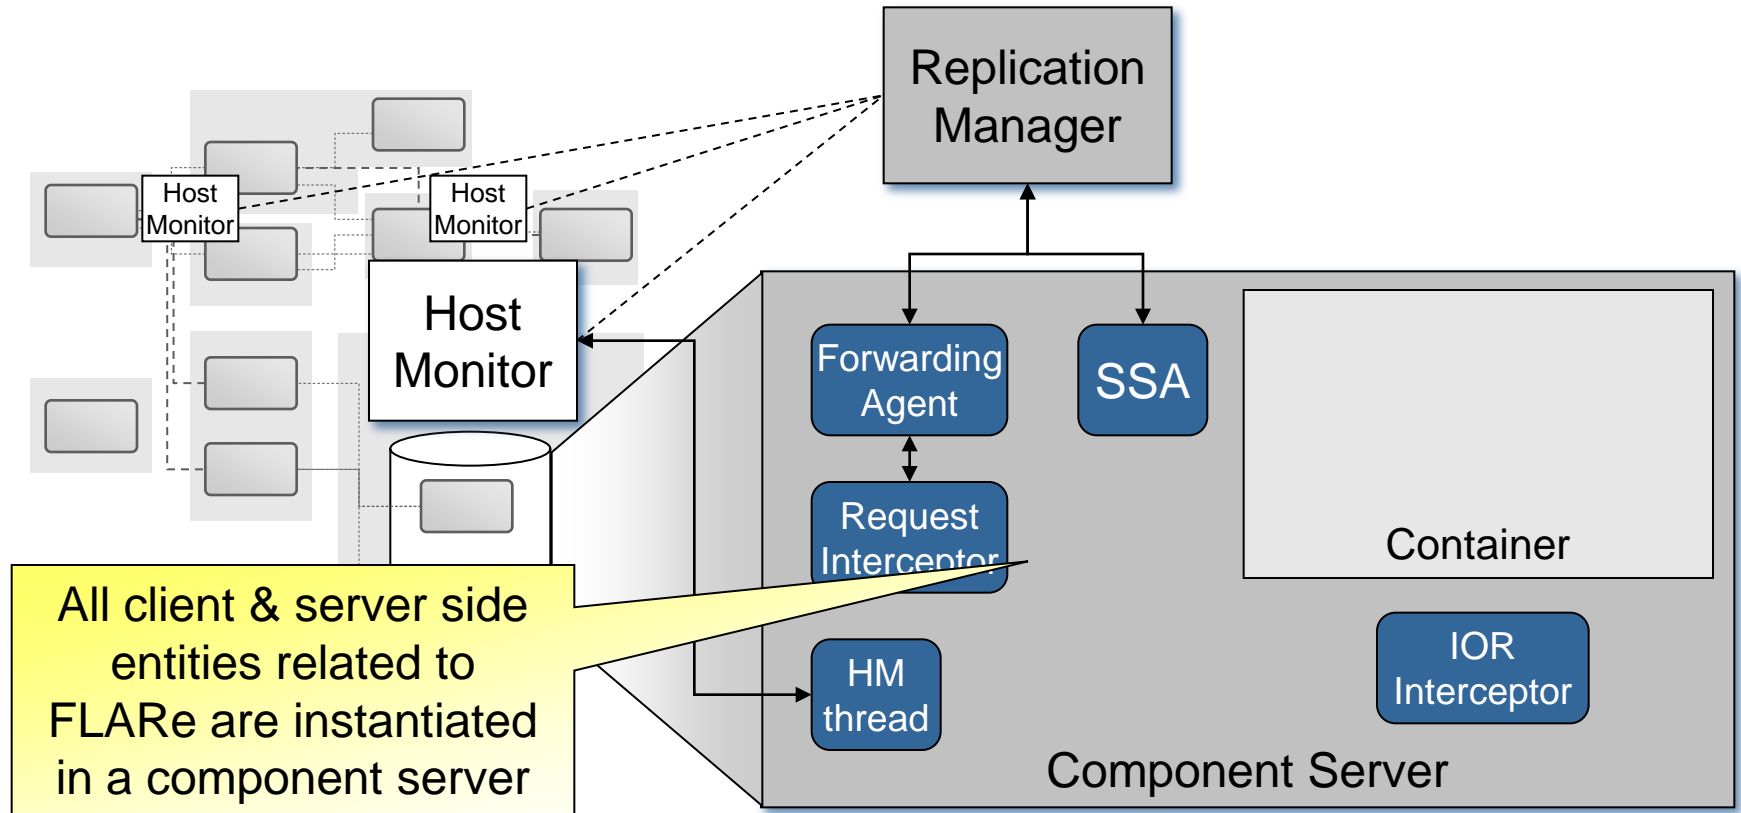 Replication
Manager
Host
Monitor
Host
Monitor
Host
Monitor
Forwarding
Agent
SSA
Request
Interceptor
Container
All client & server side
entities related to
FLARe are instantiated
in a component server
HM
thread
IOR
Interceptor
Component Server